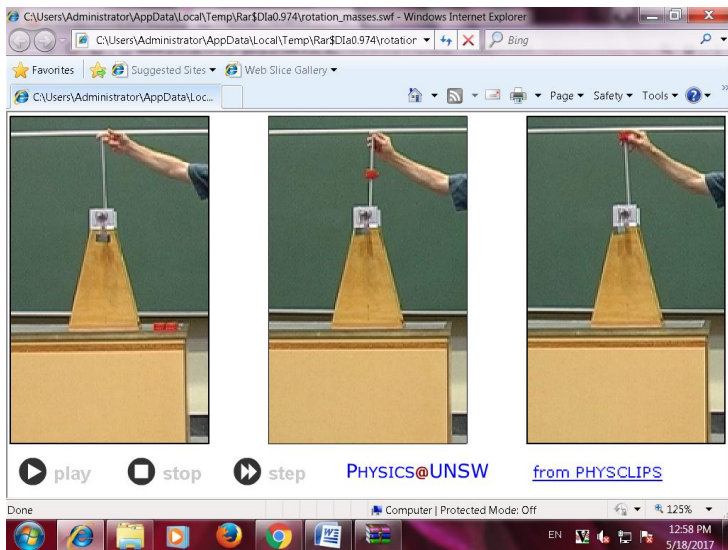 C:\Users\Administrator\AppData\Local\Temp\Rar$DIa0.974\rotation_masses.swf - Windows Internet Explorer
C:\Users\Administrator\AppData\Local\Temp\Rar$DIa0.974\rotation Bing
Favorites Suggested Sites Web Slice Gallery
C:\Users\Administrator\AppData\Loc... Page Safety Tools
play stop step PHYSICS@UNSW from PHYSCLIPS
Done Computer | Protected Mode: Off 125%
EN 12:58 PM
5/18/2017